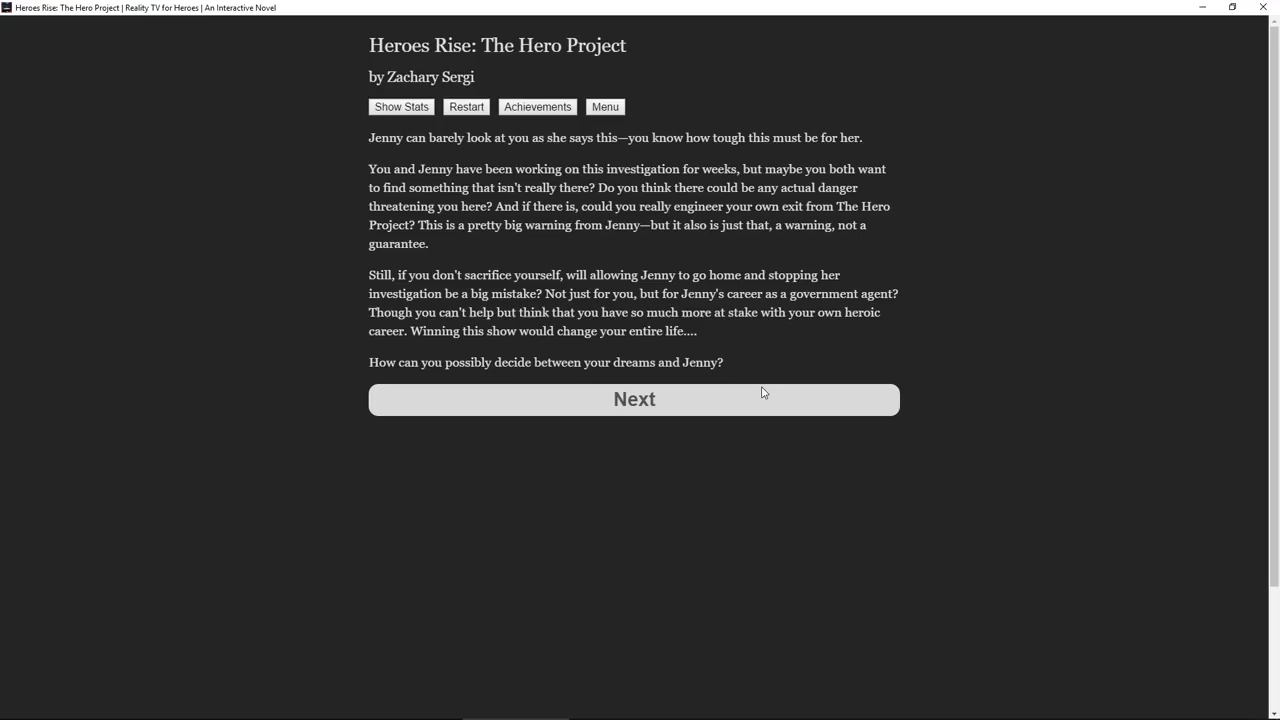 Heroes Rise: The Hero Project | Reality TV for Heroes | An Interactive Novel
Heroes Rise: The Hero Project
by Zachary Sergi
Show Stats Restart Achievements Menu
Jenny can barely look at you as she says this—you know how tough this must be for her.
You and Jenny have been working on this investigation for weeks, but maybe you both want
to find something that isn't really there? Do you think there could be any actual danger
threatening you here? And if there is, could you really engineer your own exit from The Hero
Project? This is a pretty big warning from Jenny—but it also is just that, a warning, not a
guarantee.
Still, if you don't sacrifice yourself, will allowing Jenny to go home and stopping her
investigation be a big mistake? Not just for you, but for Jenny's career as a government agent?
Though you can't help but think that you have so much more at stake with your own heroic
career. Winning this show would change your entire life....
How can you possibly decide between your dreams and Jenny?
Next